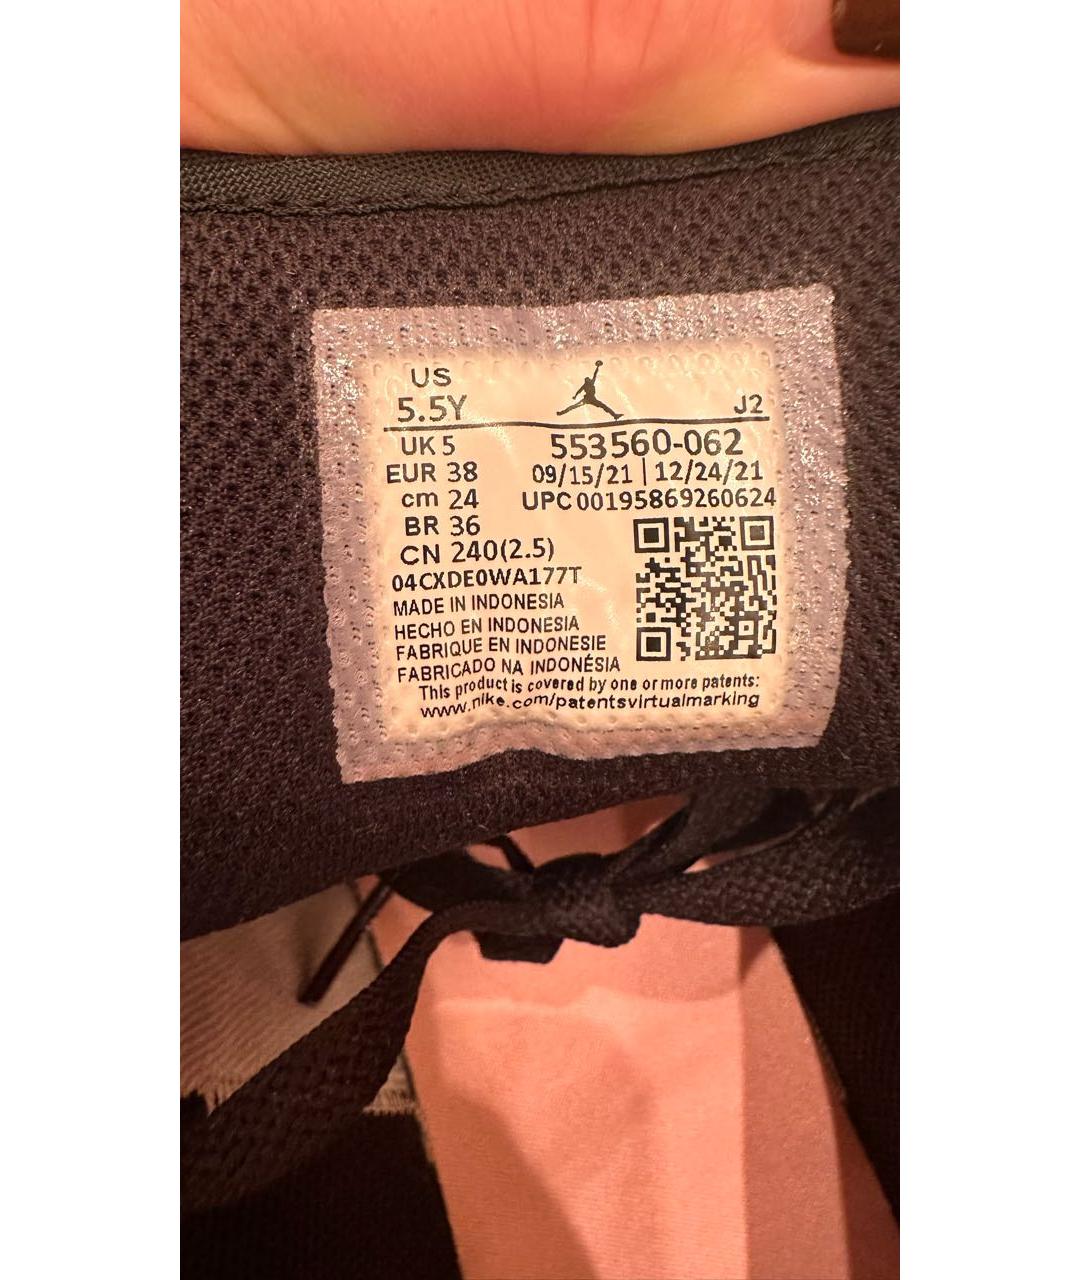 US
5.5Y J2
UK 5 553560-062
EUR 38 09/15/21 | 12/24/21
cm 24 UPC 00195869260624
BR 36
CN 240(2.5)
04CXDE0WA177T
MADE IN INDONESIA
HECHO EN INDONESIA
FABRIQUE EN INDONESIE
FABRICADO NA INDONÉSIA
This product is covered by one or more patents:
www.nike.com/patentsvirtualmarking